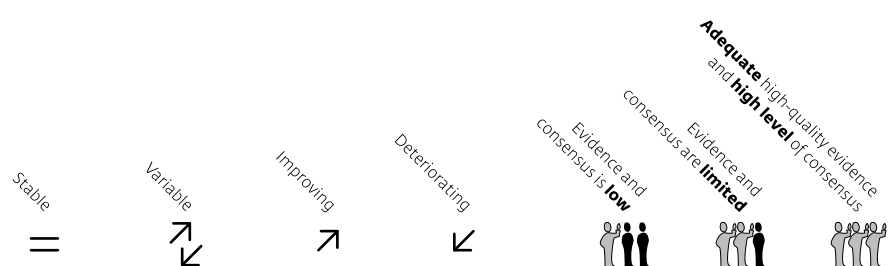 Stable
Variable
Improving
Deteriorating
Evidence and
consensus is low
Evidence and
consensus are limited
Adequate high-quality evidence
and high level of consensus